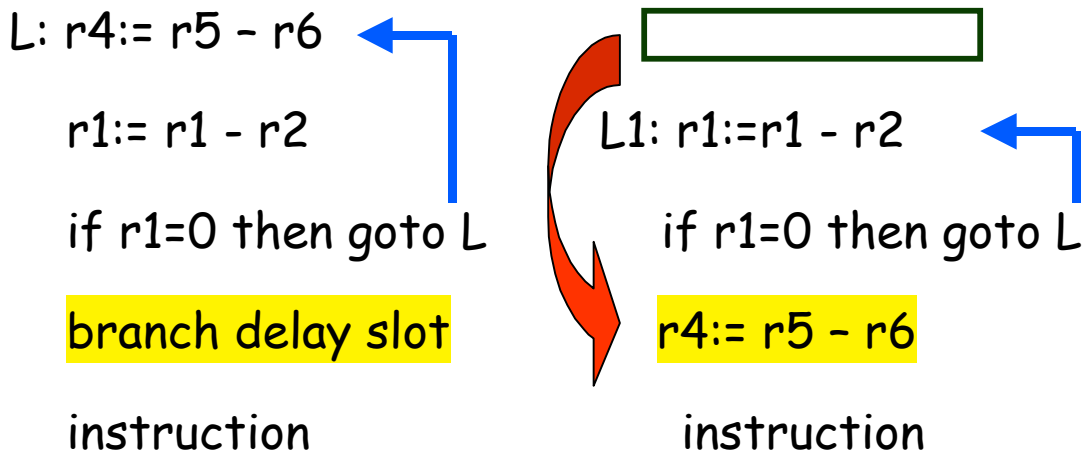 L: r4:= r5 – r6
r1:= r1 - r2
if r1=0 then goto L
branch delay slot
instruction
L1: r1:=r1 - r2
if r1=0 then goto L
r4:= r5 – r6
instruction